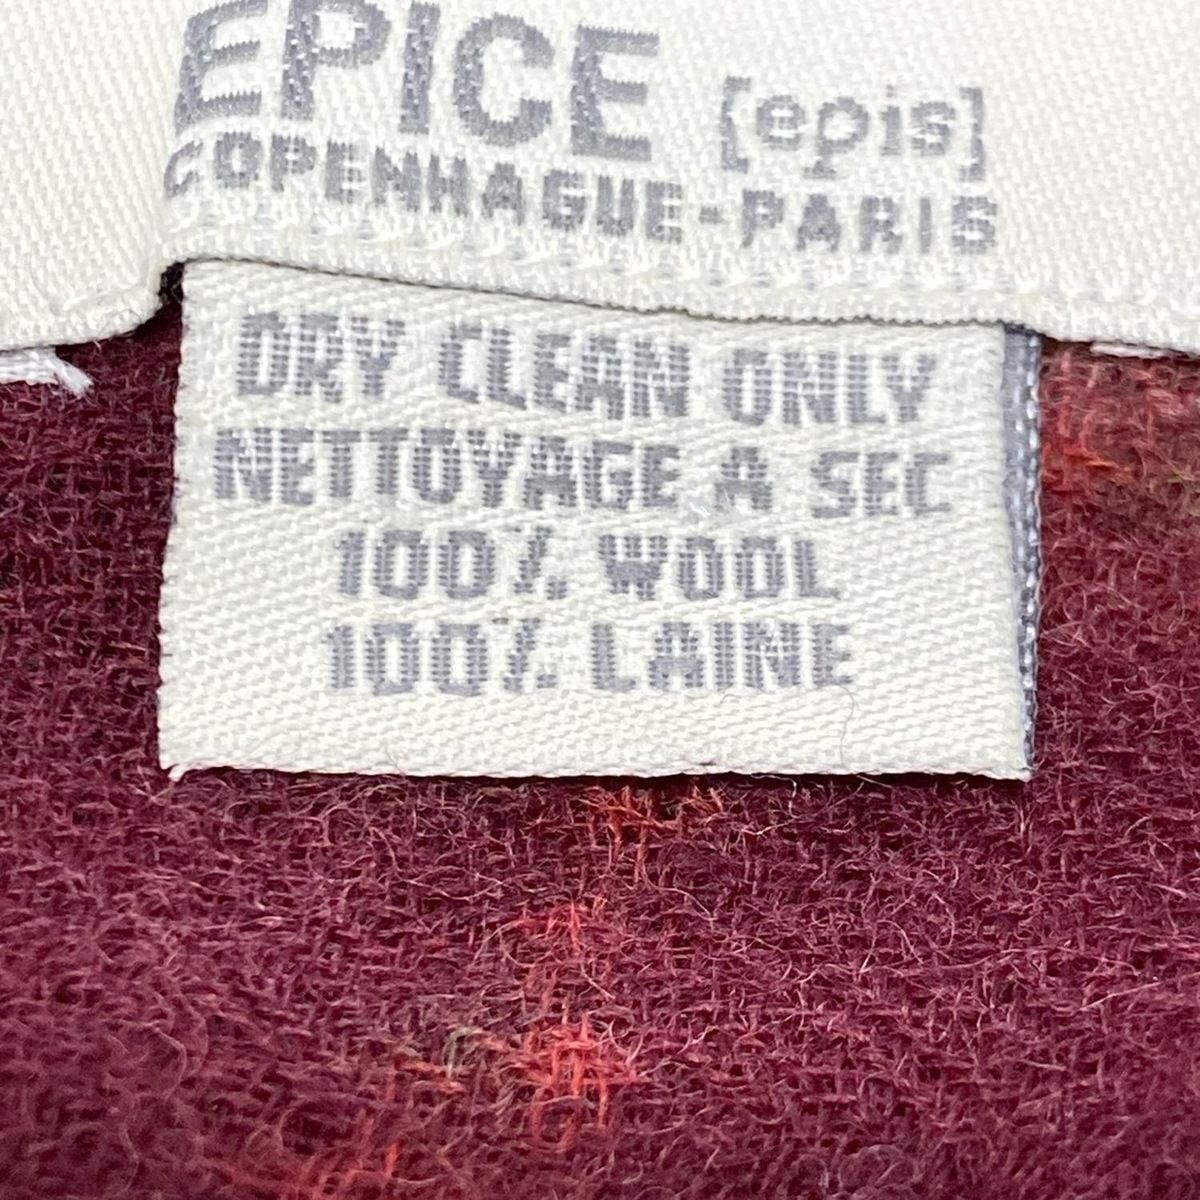 EPICE [epis]
COPENHAGUE-PARIS
DRY CLEAN ONLY
NETTOYAGE A SEC
100% WOOL
100% LAINE